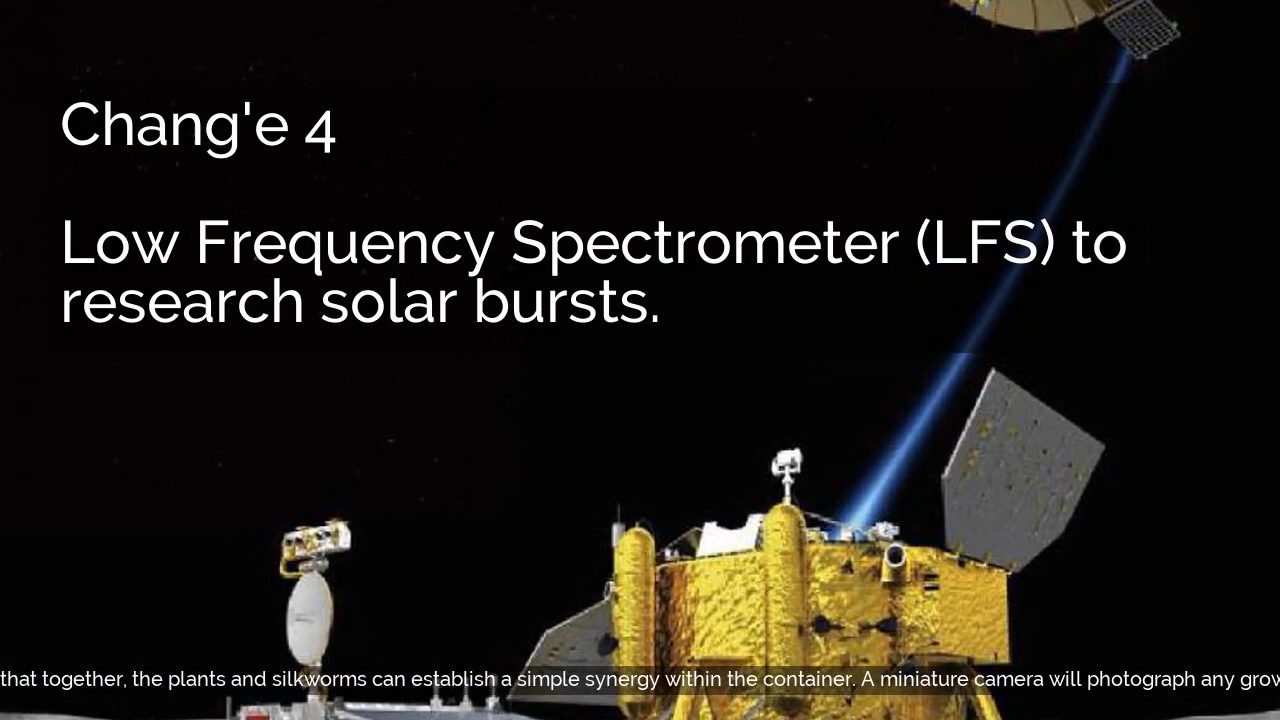 Chang'e 4
Low Frequency Spectrometer (LFS) to
research solar bursts.
that together, the plants and silkworms can establish a simple synergy within the container. A miniature camera will photograph any